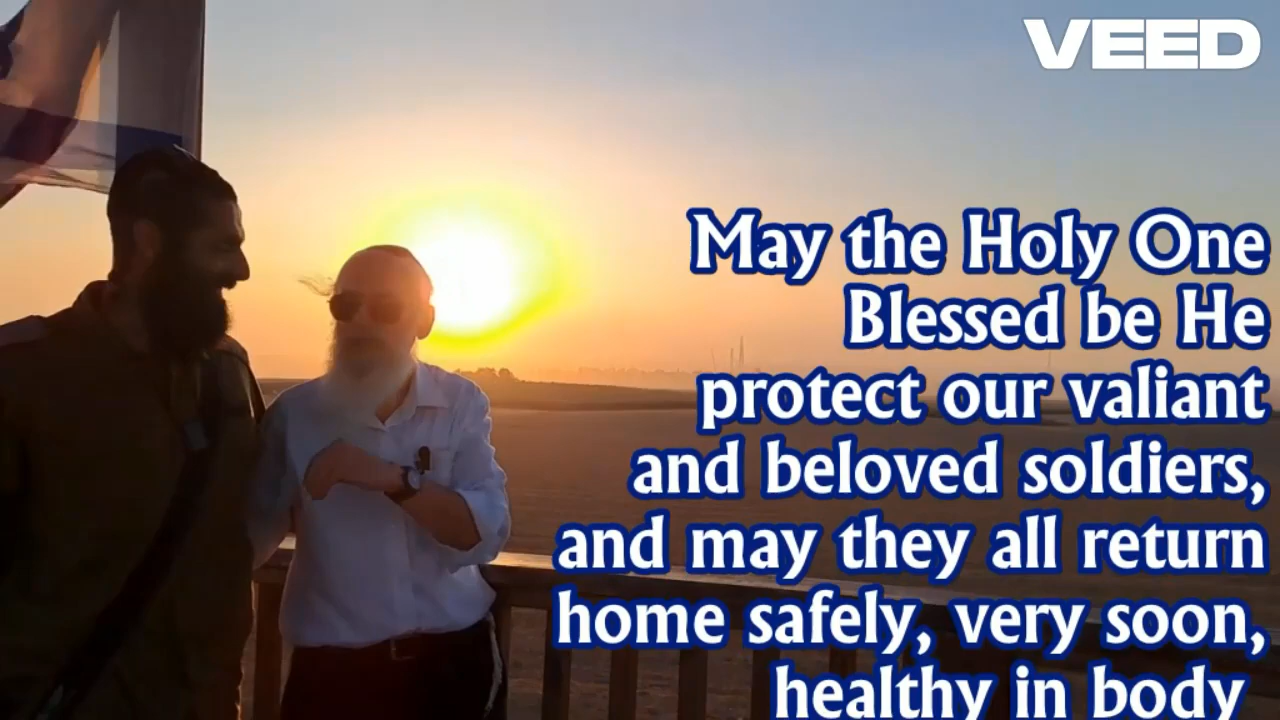 VEED
May the Holy One
Blessed be He
protect our valiant
and beloved soldiers,
and may they all return
home safely, very soon,
healthy in body